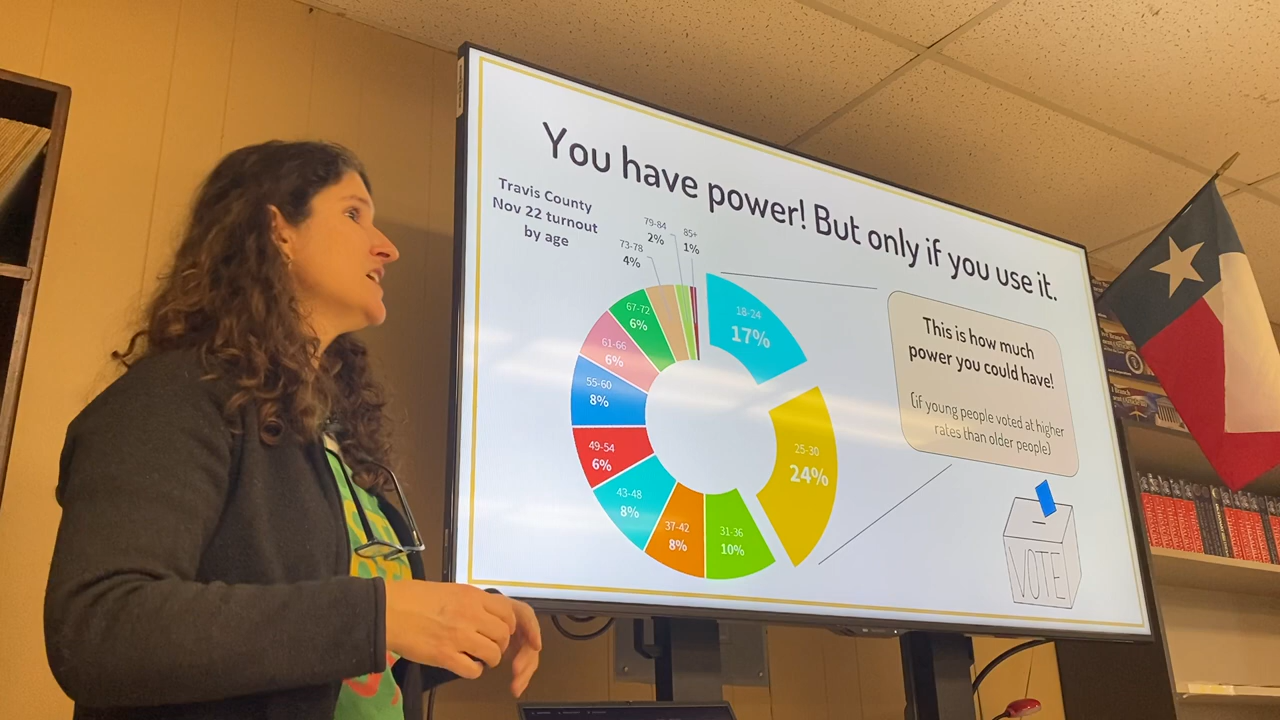 You have power! But only if you use it.
Travis County
Nov 22 turnout
by age
79-84
2%
85+
1%
73-78
4%
67-72
6%
61-66
6%
55-60
8%
49-54
6%
43-48
8%
37-42
8%
31-36
10%
25-30
24%
18-24
17%
This is how much
power you could have!
(if young people voted at higher
rates than older people)
VOTE!